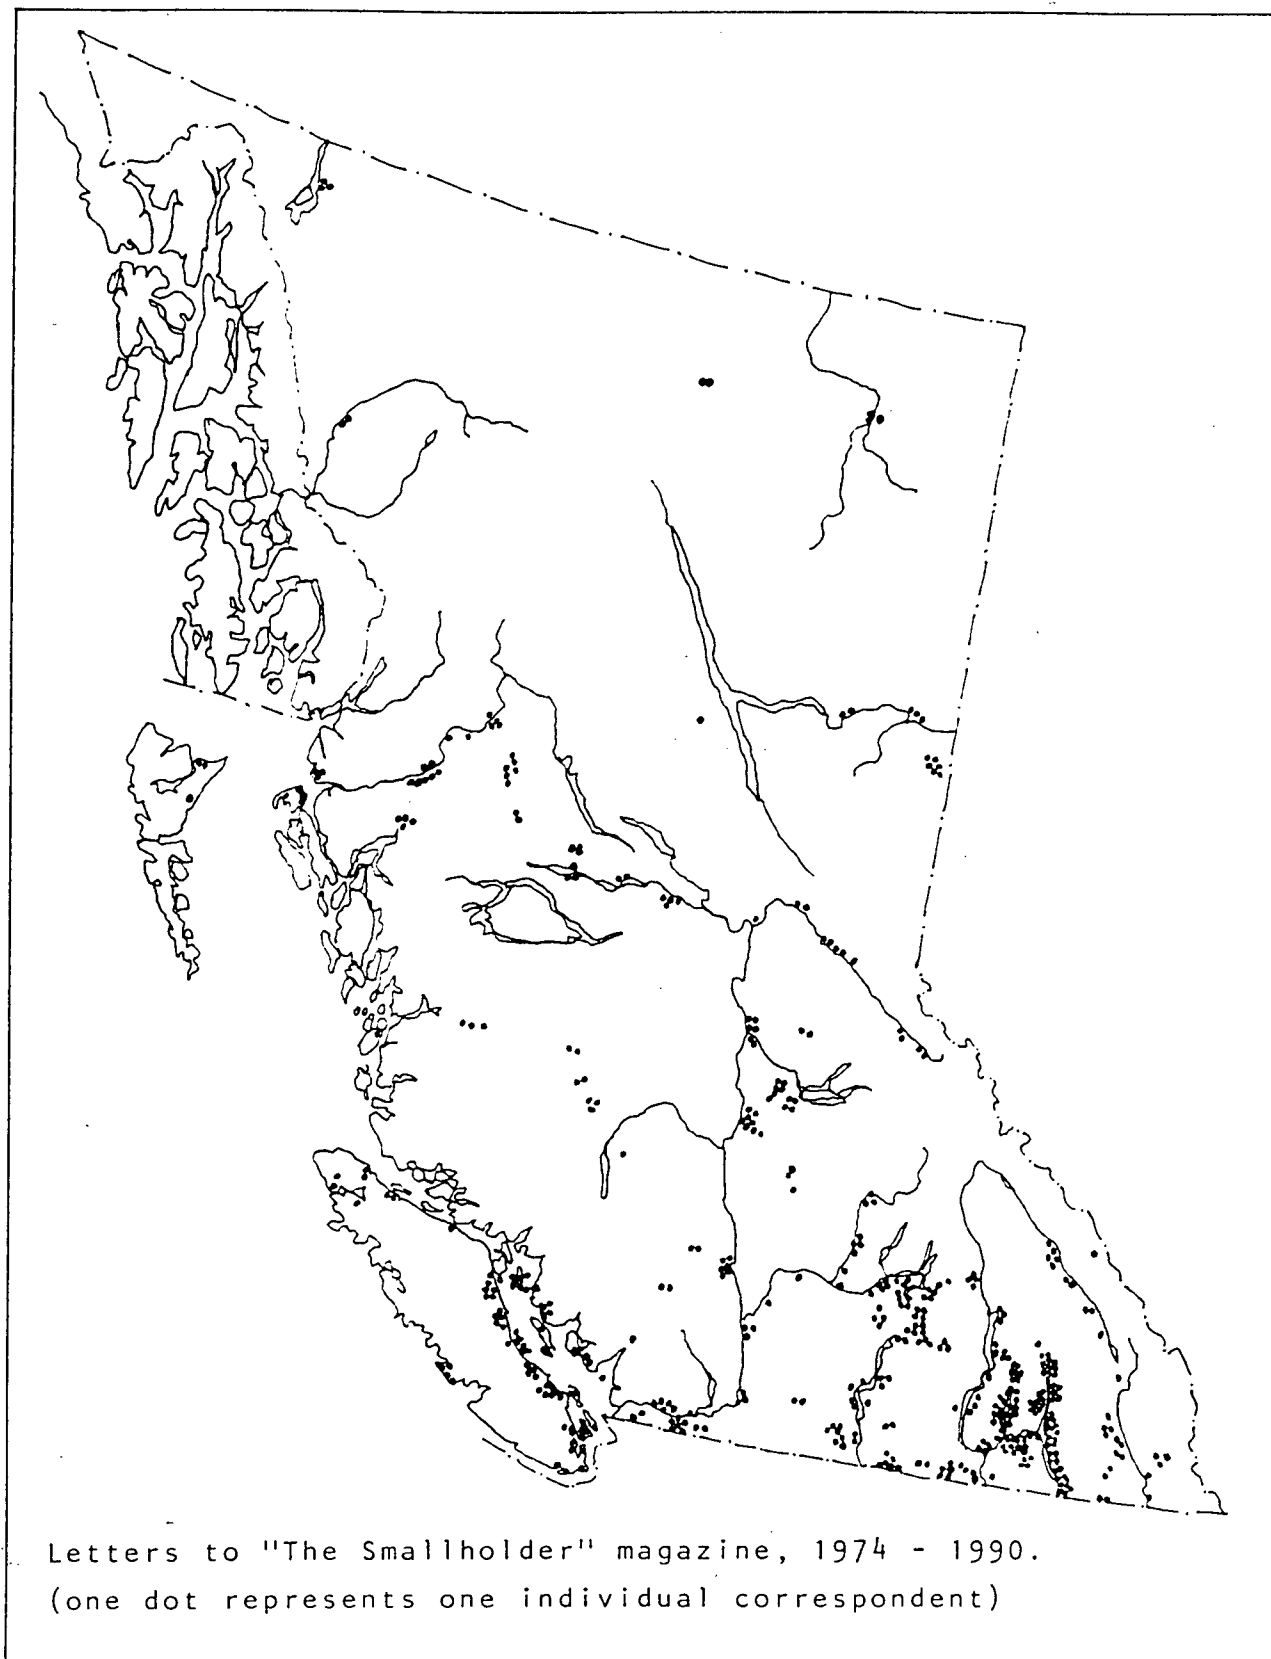 Letters to "The Smallholder" magazine, 1974 - 1990.
(one dot represents one individual correspondent)